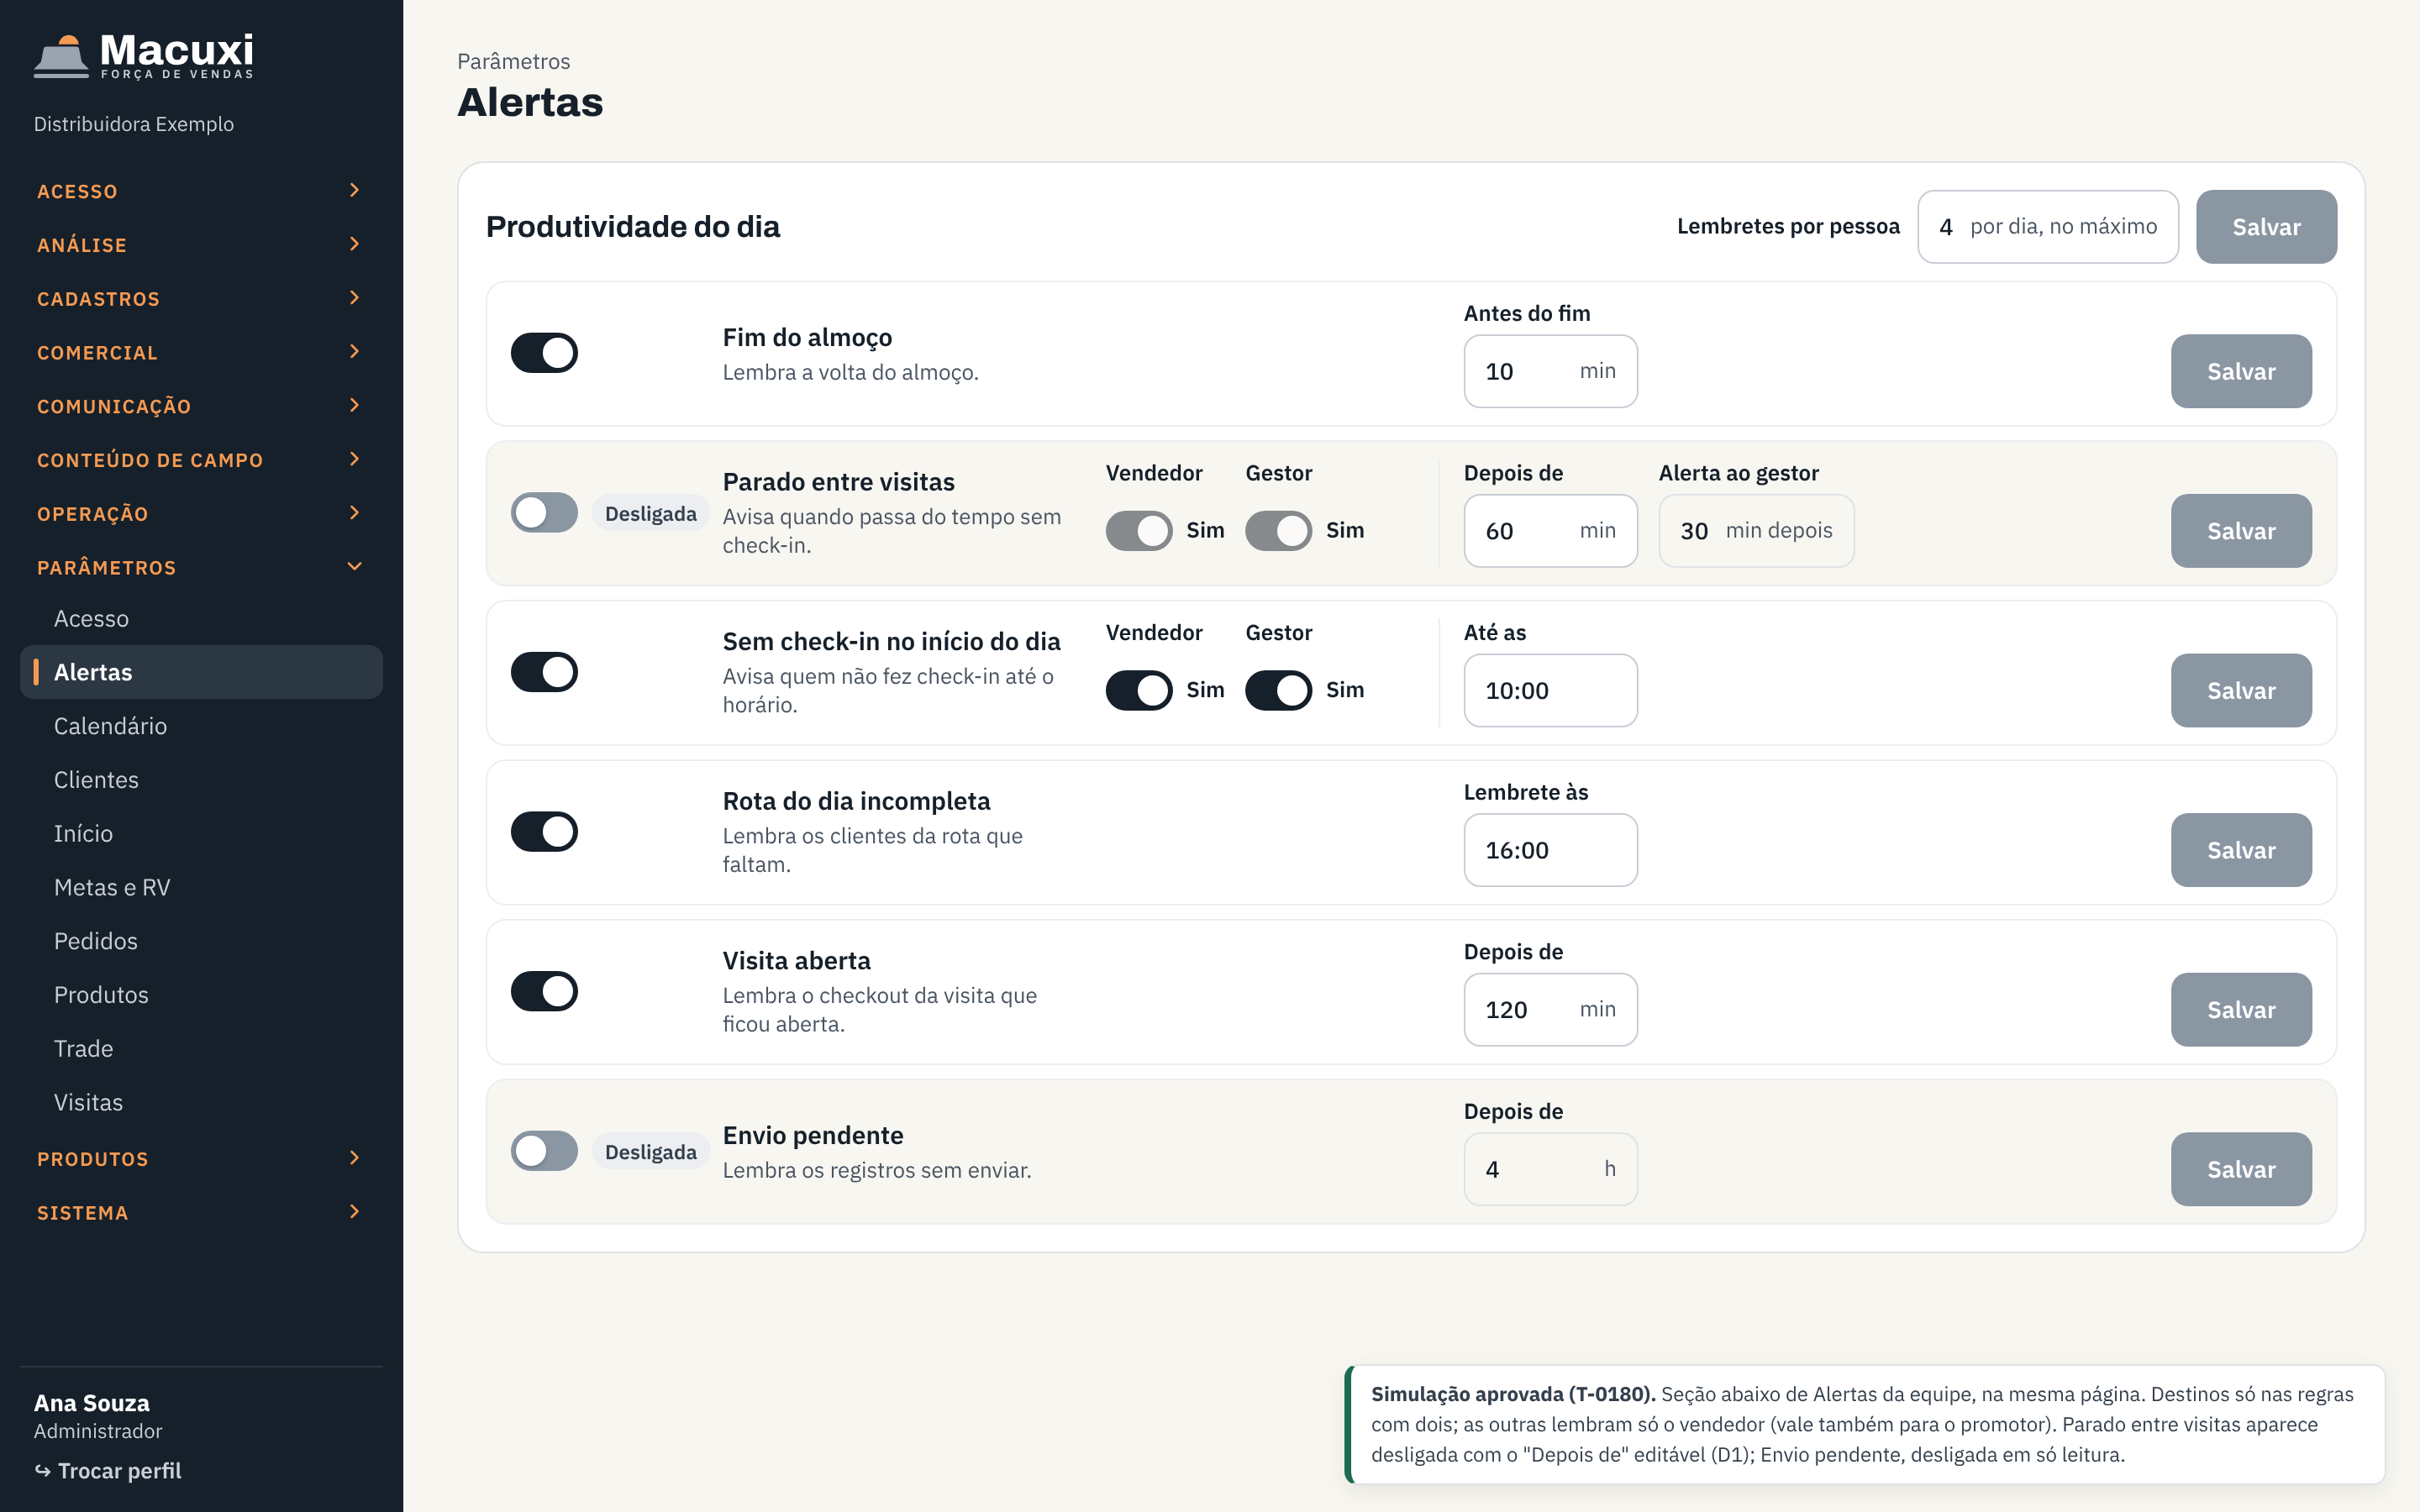 Macuxi
FORÇA DE VENDAS
Distribuidora Exemplo
ACESSO
ANÁLISE
CADASTROS
COMERCIAL
COMUNICAÇÃO
CONTEÚDO DE CAMPO
OPERAÇÃO
PARÂMETROS
Acesso
Alertas
Calendário
Clientes
Início
Metas e RV
Pedidos
Produtos
Trade
Visitas
PRODUTOS
SISTEMA
Ana Souza
Administrador
↪ Trocar perfil
Parâmetros
Alertas
Produtividade do dia
Lembretes por pessoa
4 por dia, no máximo
Salvar
Fim do almoço
Lembra a volta do almoço.
Antes do fim
10 min
Salvar
Desligada
Parado entre visitas
Avisa quando passa do tempo sem
check-in.
Vendedor
Sim
Gestor
Sim
Depois de
60 min
Alerta ao gestor
30 min depois
Salvar
Sem check-in no início do dia
Avisa quem não fez check-in até o
horário.
Vendedor
Sim
Gestor
Sim
Até as
10:00
Salvar
Rota do dia incompleta
Lembra os clientes da rota que
faltam.
Lembrete às
16:00
Salvar
Visita aberta
Lembra o checkout da visita que
ficou aberta.
Depois de
120 min
Salvar
Desligada
Envio pendente
Lembra os registros sem enviar.
Depois de
4 h
Salvar
Simulação aprovada (T-0180). Seção abaixo de Alertas da equipe, na mesma página. Destinos só nas regras
com dois; as outras lembram só o vendedor (vale também para o promotor). Parado entre visitas aparece
desligada com o "Depois de" editável (D1); Envio pendente, desligada em só leitura.